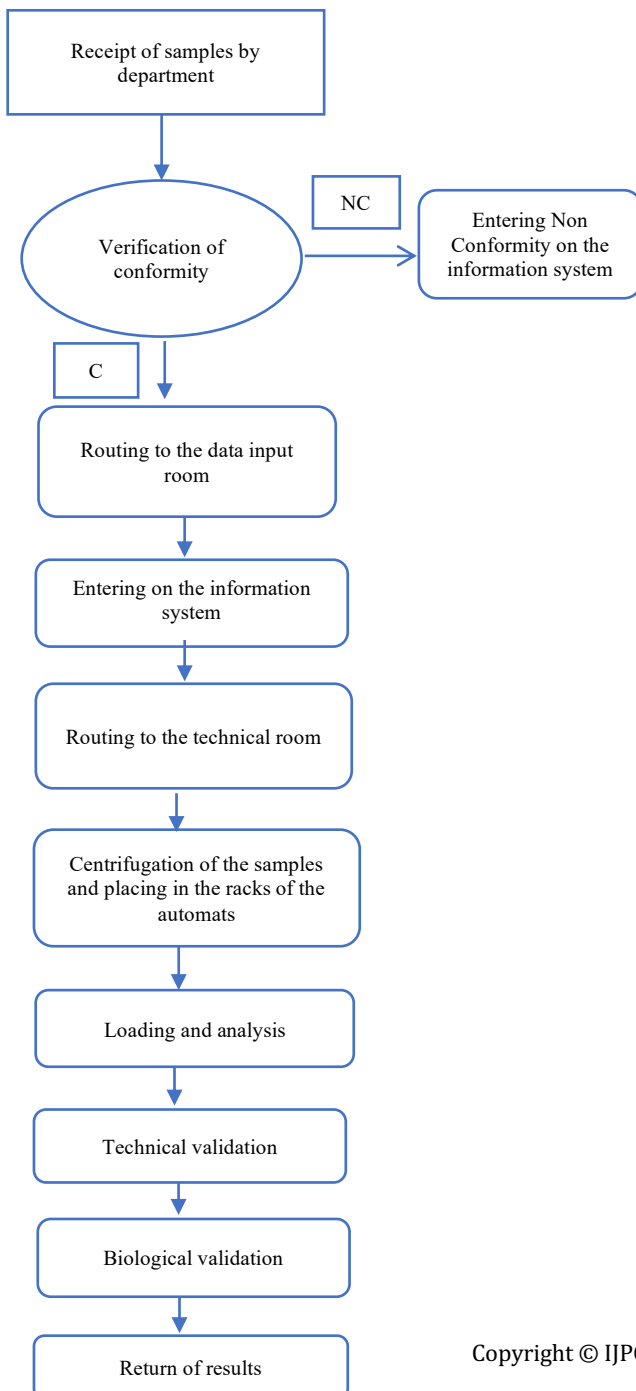 Receipt of samples by
department
NC
Entering Non
Conformity on the
information system
Verification of
conformity
C
Routing to the data input
room
Entering on the information
system
Routing to the technical room
Centrifugation of the samples
and placing in the racks of the
automats
Loading and analysis
Technical validation
Biological validation
Return of results
Copyright ©